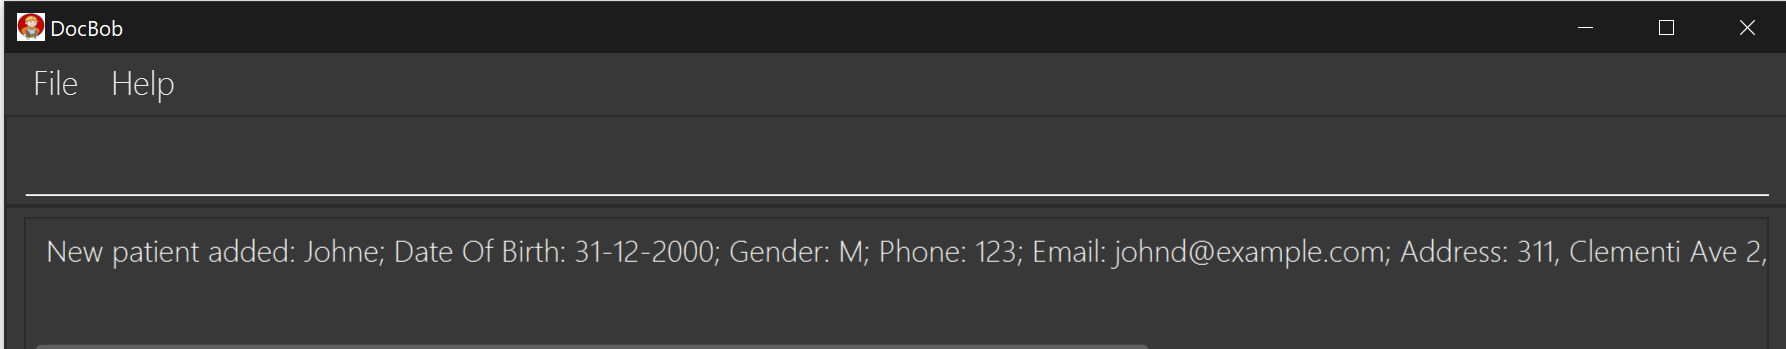 DocBob
File Help
New patient added: Johne; Date Of Birth: 31-12-2000; Gender: M; Phone: 123; Email: johnd@example.com; Address: 311, Clementi Ave 2,